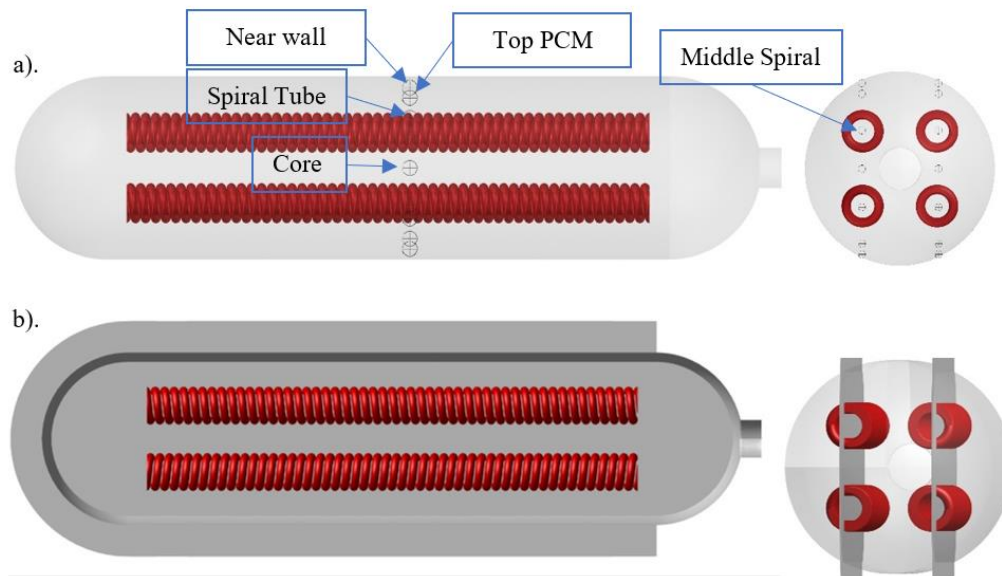 a).
Near wall
Top PCM
Middle Spiral
Spiral Tube
Core
b).